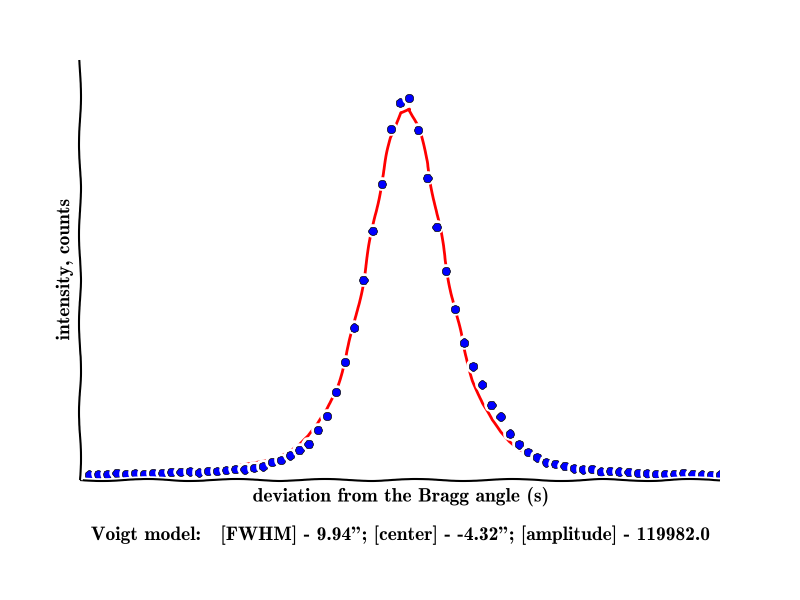 intensity, counts
deviation from the Bragg angle (s)
Voigt model: [FWHM] - 9.94”; [center] - -4.32”; [amplitude] - 119982.0